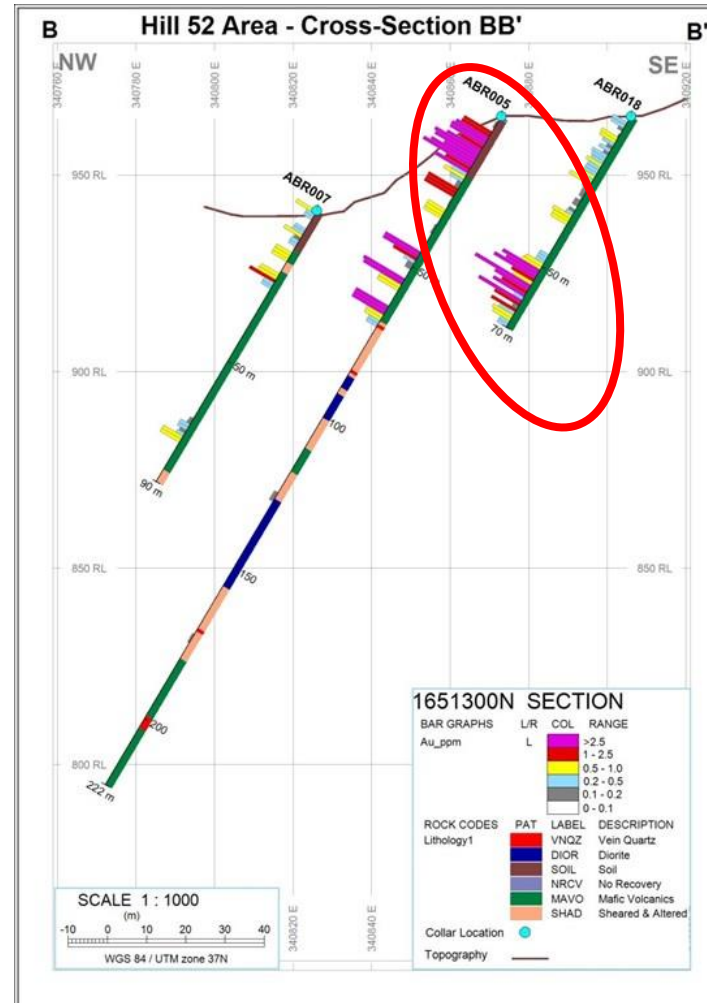 B Hill 52 Area - Cross-Section BB' B'
NW SE
340760 E 340780 E 340800 E 340820 E 340840 E 340860 E 340880 E 340920 E
ABR005 ABR018
950 RL 950 RL
ABR007
50 m 50 m
70 m
900 RL 900 RL
50 m
100
90 m
850 RL 850 RL
150
200
800 RL
222 m
1651300N SECTION
BAR GRAPHS L/R COL RANGE
Au_ppm L >2.5
1 - 2.5
0.5 - 1.0
0.2 - 0.5
0.1 - 0.2
0 - 0.1
ROCK CODES PAT LABEL DESCRIPTION
Lithology1 VNQZ Vein Quartz
DIOR Diorite
SOIL Soil
NRCV No Recovery
MAVO Mafic Volcanics
SHAD Sheared & Altered
Collar Location
Topography
SCALE 1 : 1000
(m)
-10 0 10 20 30 40
WGS 84 / UTM zone 37N
340820 E 340840 E